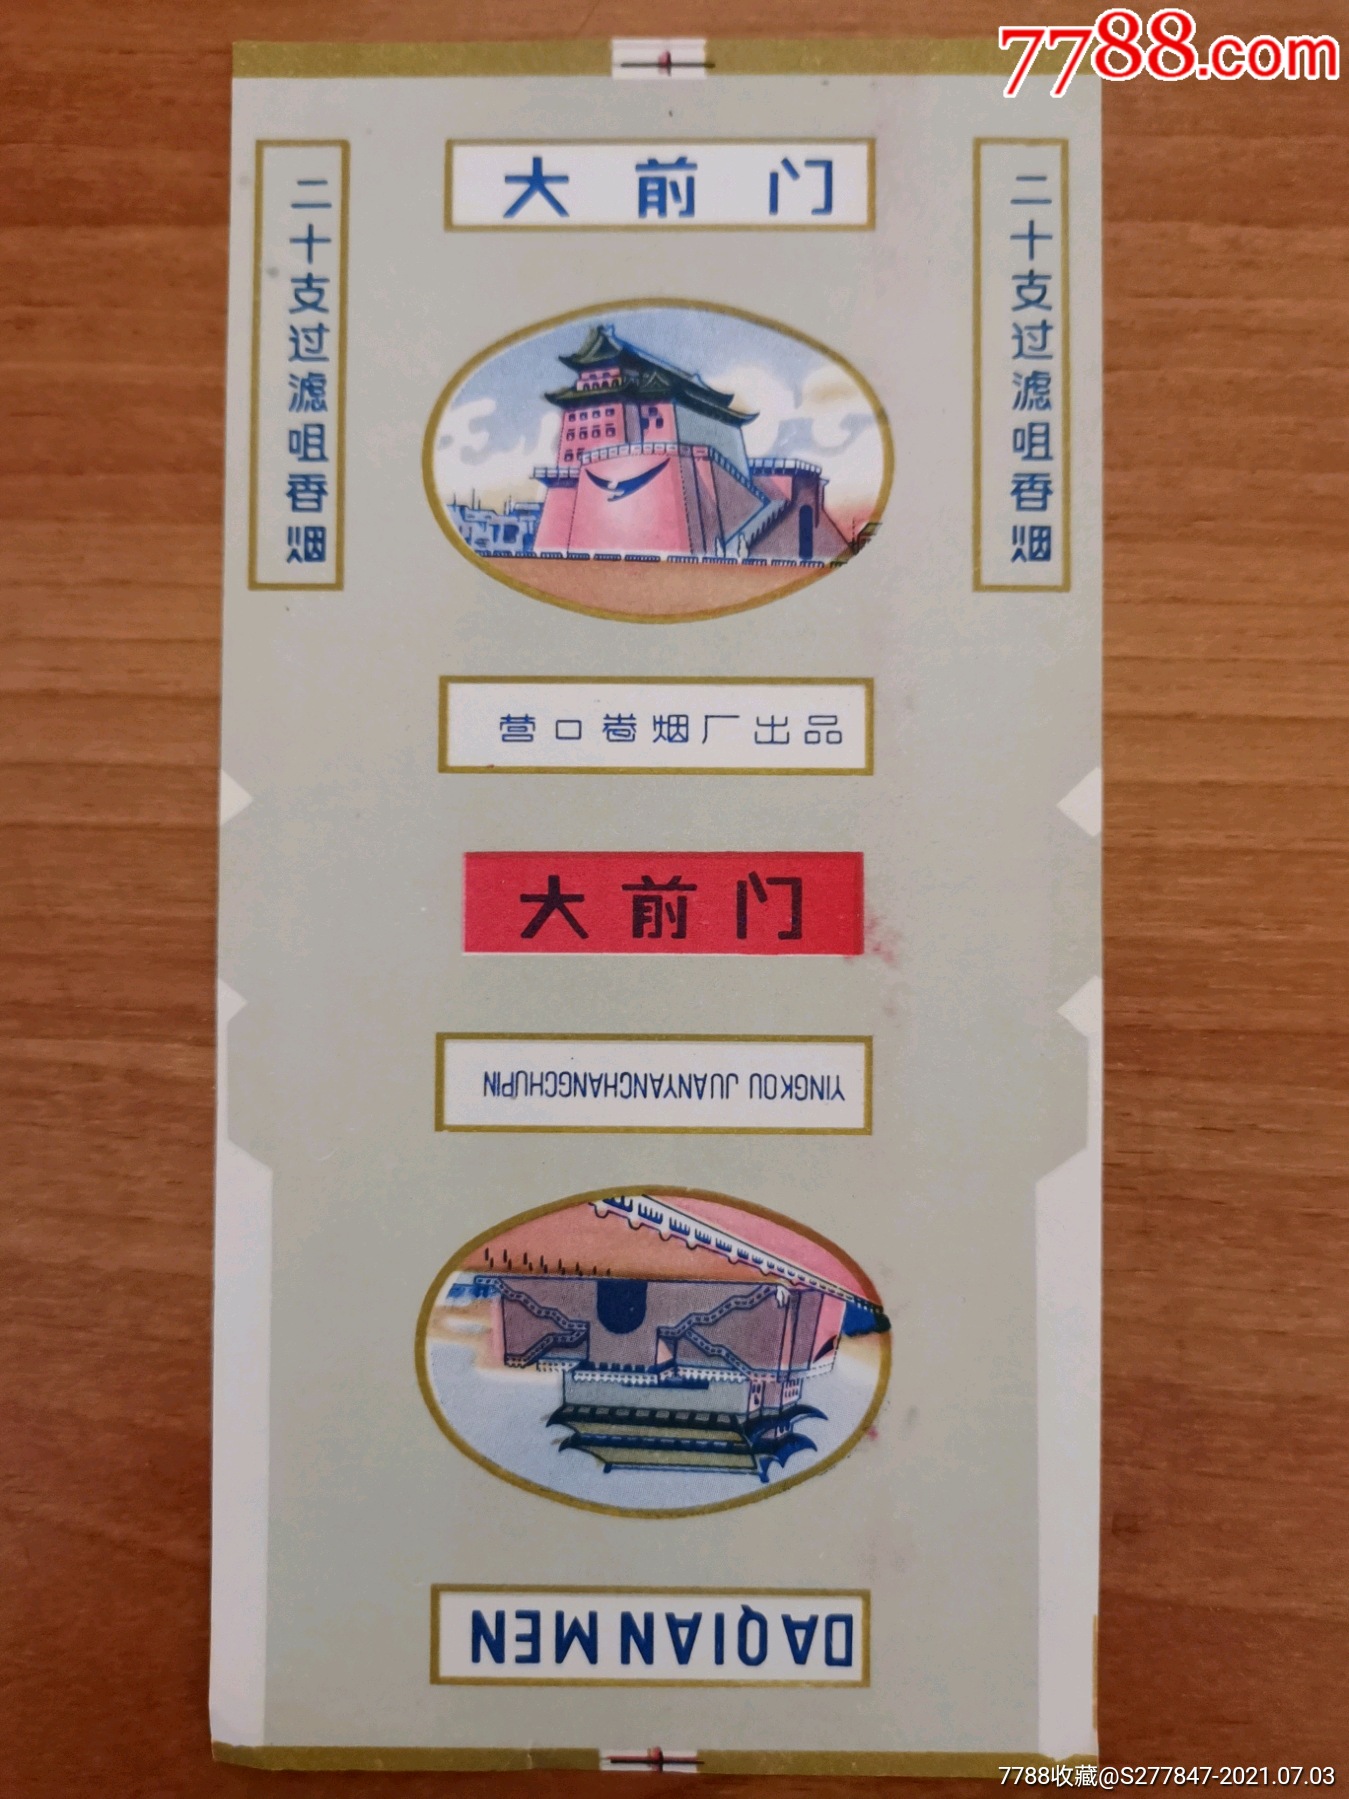 7788.com
大前门
二十支过滤咀香烟
二十支过滤咀香烟
营口卷烟厂出品
大前门
YINGKOU JUANYANCHANGCHUPIN
DAQIANMEN
7788收藏@S277847-2021.07.03